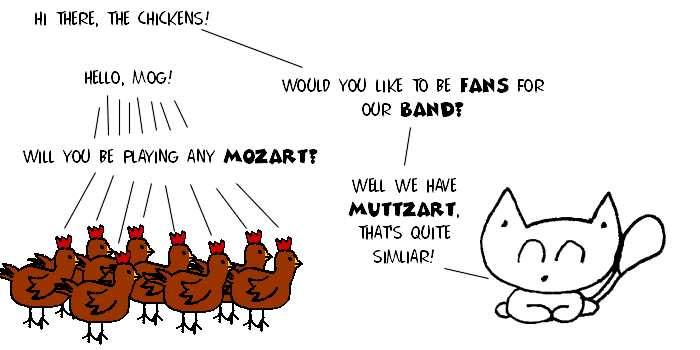 HI THERE, THE CHICKENS!
HELLO, MOG!
WOULD YOU LIKE TO BE FANS FOR
OUR BAND?
WILL YOU BE PLAYING ANY MOZART?
WELL WE HAVE
MUTTZART,
THAT'S QUITE
SIMLIAR!